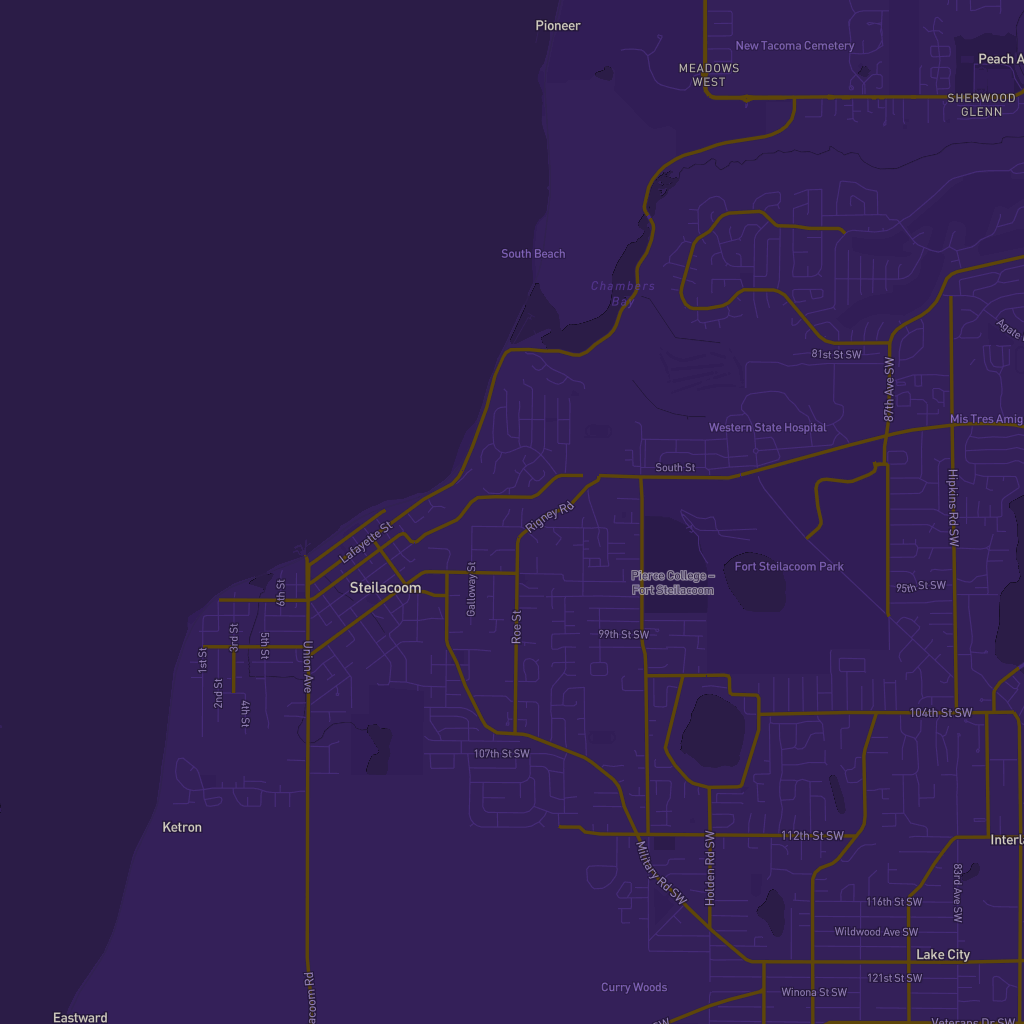 Pioneer
New Tacoma Cemetery
MEADOWS
WEST
Peach A
SHERWOOD
GLENN
South Beach
Chambers
Bay
Agate
81st St SW
87th Ave SW
Mis Tres Amig
Western State Hospital
South St
Hipkins Rd SW
Rigney Rd
Lafayette St
Fort Steilacoom Park
Pierce College –
Fort Steilacoom
95th St SW
Steilacoom
Galloway St
6th St
Roe St
99th St SW
3rd St
5th St
1st St
Union Ave
2nd St
4th St
104th St SW
107th St SW
Ketron
112th St SW
Interla
Military Rd SW
Holden Rd SW
83rd Ave SW
116th St SW
Wildwood Ave SW
Lake City
121st St SW
Curry Woods
Winona St SW
acoom Rd
Eastward
SW
Veterans Dr SW